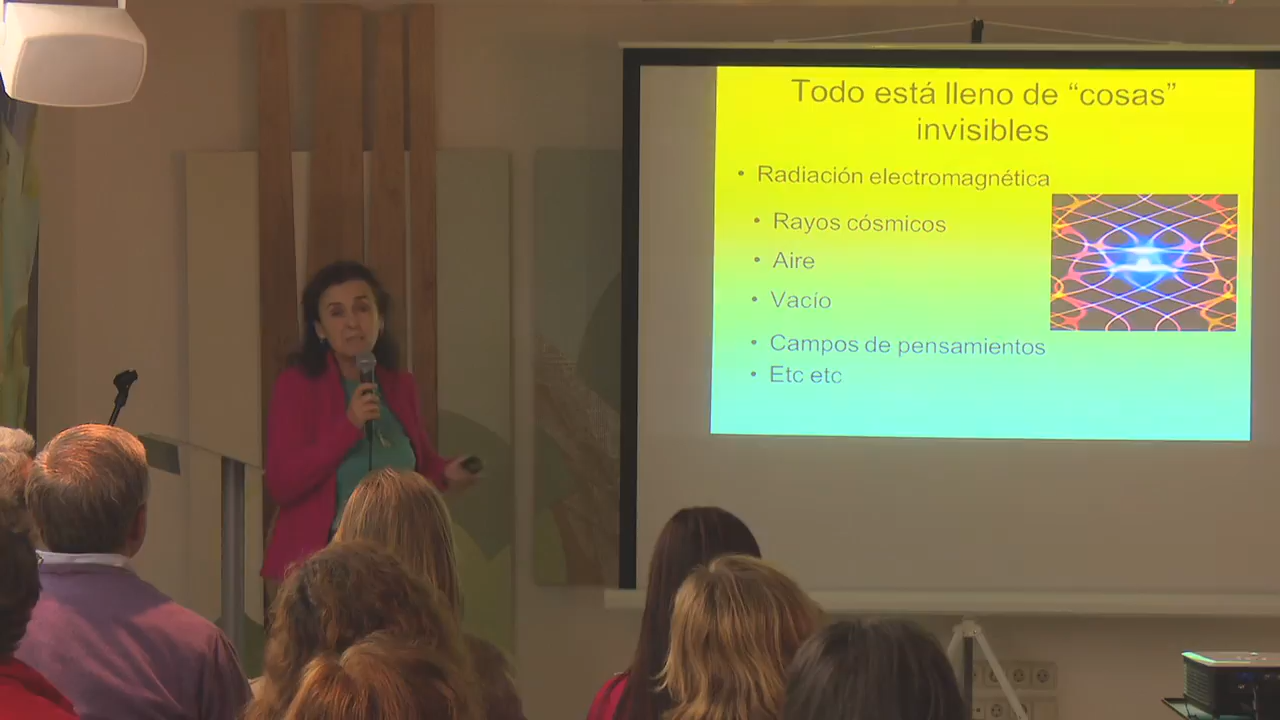 Todo está lleno de “cosas”
invisibles
• Radiación electromagnética
• Rayos cósmicos
• Aire
• Vacío
• Campos de pensamientos
• Etc etc